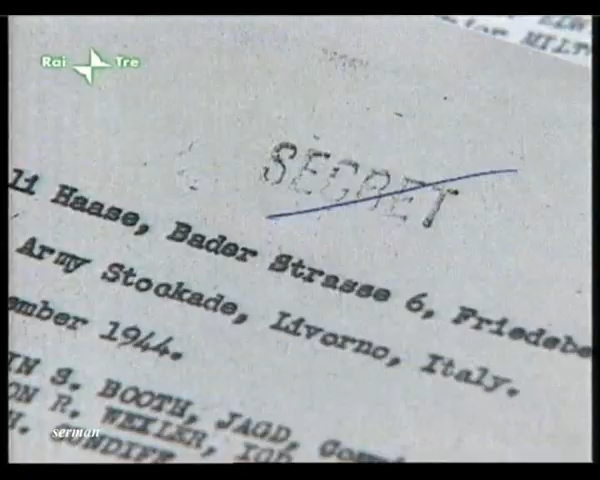 Rai Tre
SECRET
li Haase, Bader Strasse 6, Friedebe
Army Stockade, Livorno, Italy.
ember 1944.
IN S. BOOTH, JAGD,
ON R. WEXLER, IGD
serman